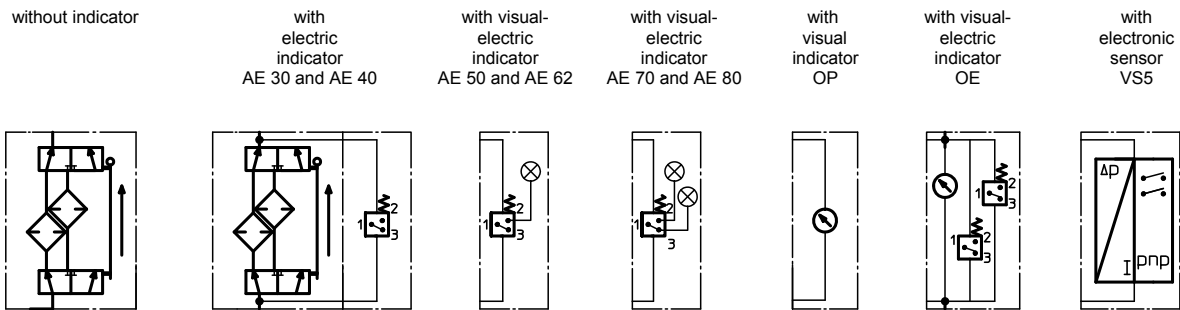 without indicator
with
electric
indicator
AE 30 and AE 40
with visual-
electric
indicator
AE 50 and AE 62
with visual-
electric
indicator
AE 70 and AE 80
with
visual
indicator
OP
with visual-
electric
indicator
OE
with
electronic
sensor
VS5
1
2
3
1
2
3
1
2
3
1
2
3
1
2
3
Δp
I
pnp